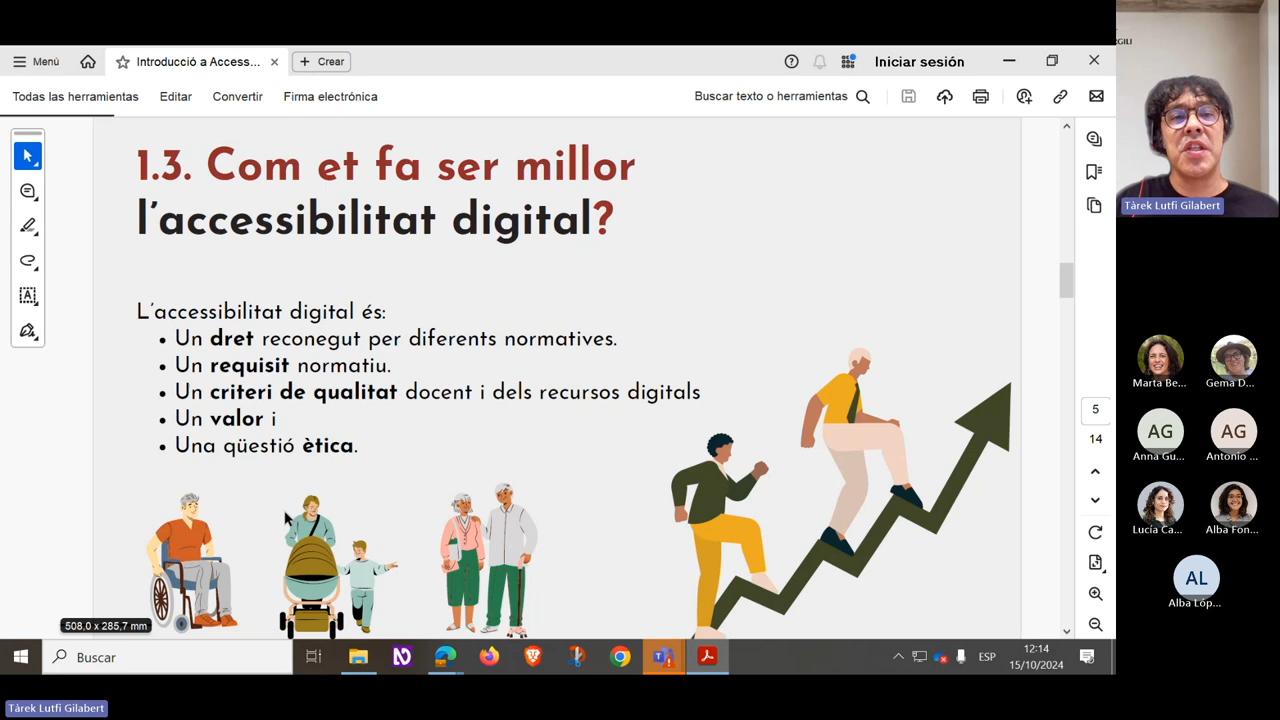 Menú
Introducció a Access...
Crear
Iniciar sesión
Todas las herramientas
Editar
Convertir
Firma electrónica
Buscar texto o herramientas
1.3. Com et fa ser millor
l'accessibilitat digital?
L'accessibilitat digital és:
• Un dret reconegut per diferents normatives.
• Un requisit normatiu.
• Un criteri de qualitat docent i dels recursos digitals
• Un valor i
• Una qüestió ètica.
508,0 x 285,7 mm
5
14
Buscar
ESP
12:14
15/10/2024
Tàrek Lutfi Gilabert
Marta Be...
Gema D...
AG
AG
Anna Gu...
Antonio ...
Lucía Ca...
Alba Fon...
AL
Alba Lóp...
Tàrek Lutfi Gilabert